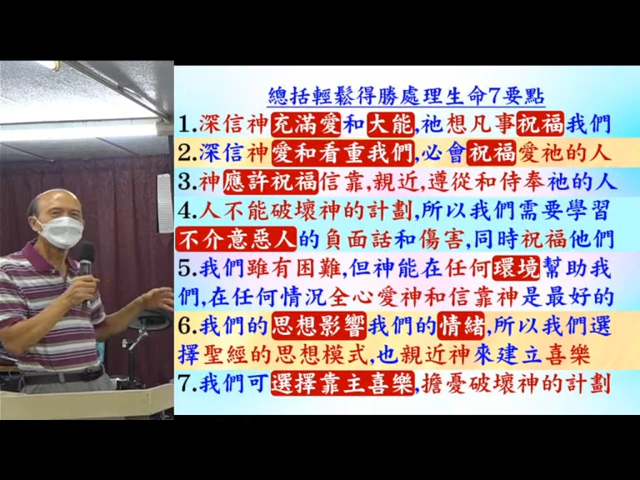 總括輕鬆得勝處理生命7要點
1.深信神充滿愛和大能,祂想凡事祝福我們
2.深信神愛和看重我們,必會祝福愛祂的人
3.神應許祝福信靠,親近,遵從和侍奉祂的人
4.人不能破壞神的計劃,所以我們需要學習
不介意惡人的負面話和傷害,同時祝福他們
5.我們雖有困難,但神能在任何環境幫助我
們,在任何情況全心愛神和信靠神是最好的
6.我們的思想影響我們的情緒,所以我們選
擇聖經的思想模式,也親近神來建立喜樂
7.我們可選擇靠主喜樂,擔憂破壞神的計劃